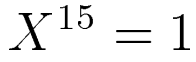 $X^{15} = 1$